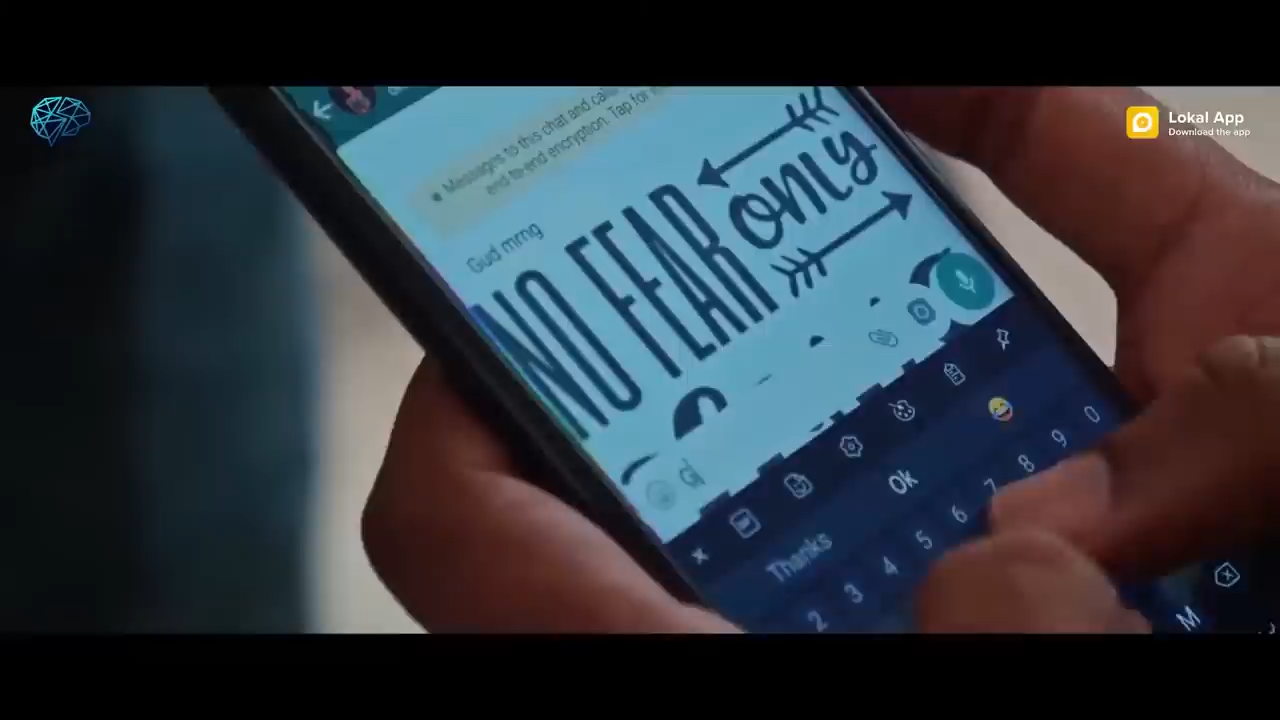 Lokal App
Download the app
Messages to this chat and calls
end-to-end encryption. Tap for
Gud mrng
NO FEAR only
Thanks Ok
2 3 4 5 6 7 8 9 0
M